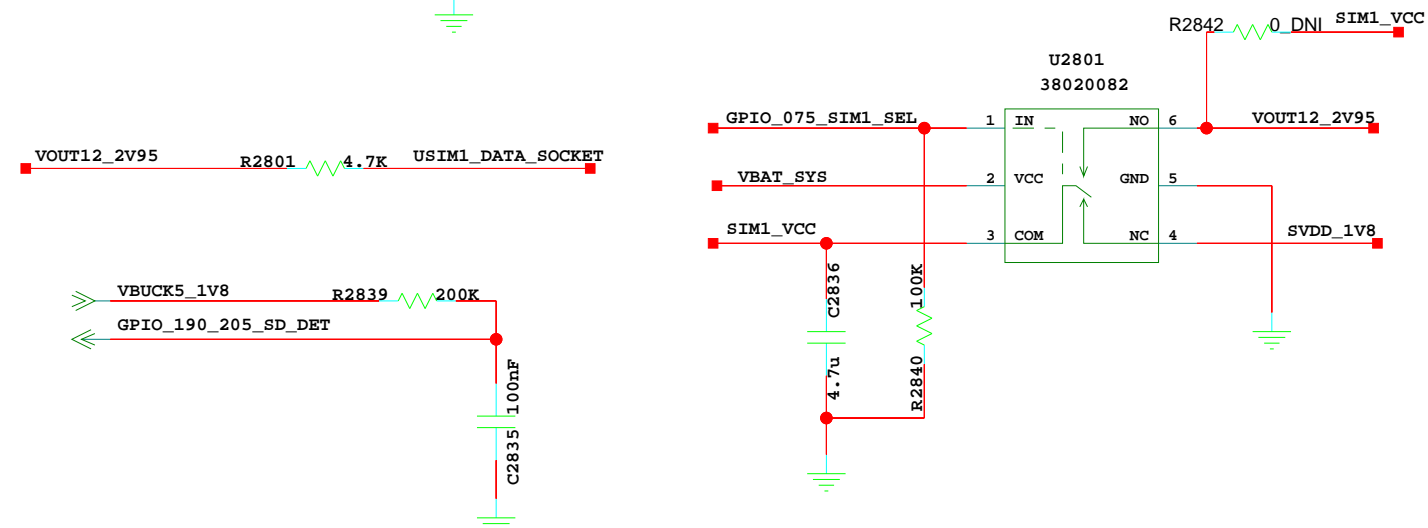 R2842 0_DNI SIM1_VCC
U2801
38020082
GPIO_075_SIM1_SEL 1 IN NO 6 VOUT12_2V95
VOUT12_2V95 R2801 4.7K USIM1_DATA_SOCKET
VBAT_SYS 2 VCC GND 5
SIM1_VCC 3 COM NC 4 SVDD_1V8
VBUCK5_1V8 R2839 200K
GPIO_190_205_SD_DET
C2836
4.7u
100K
R2840
100nF
C2835